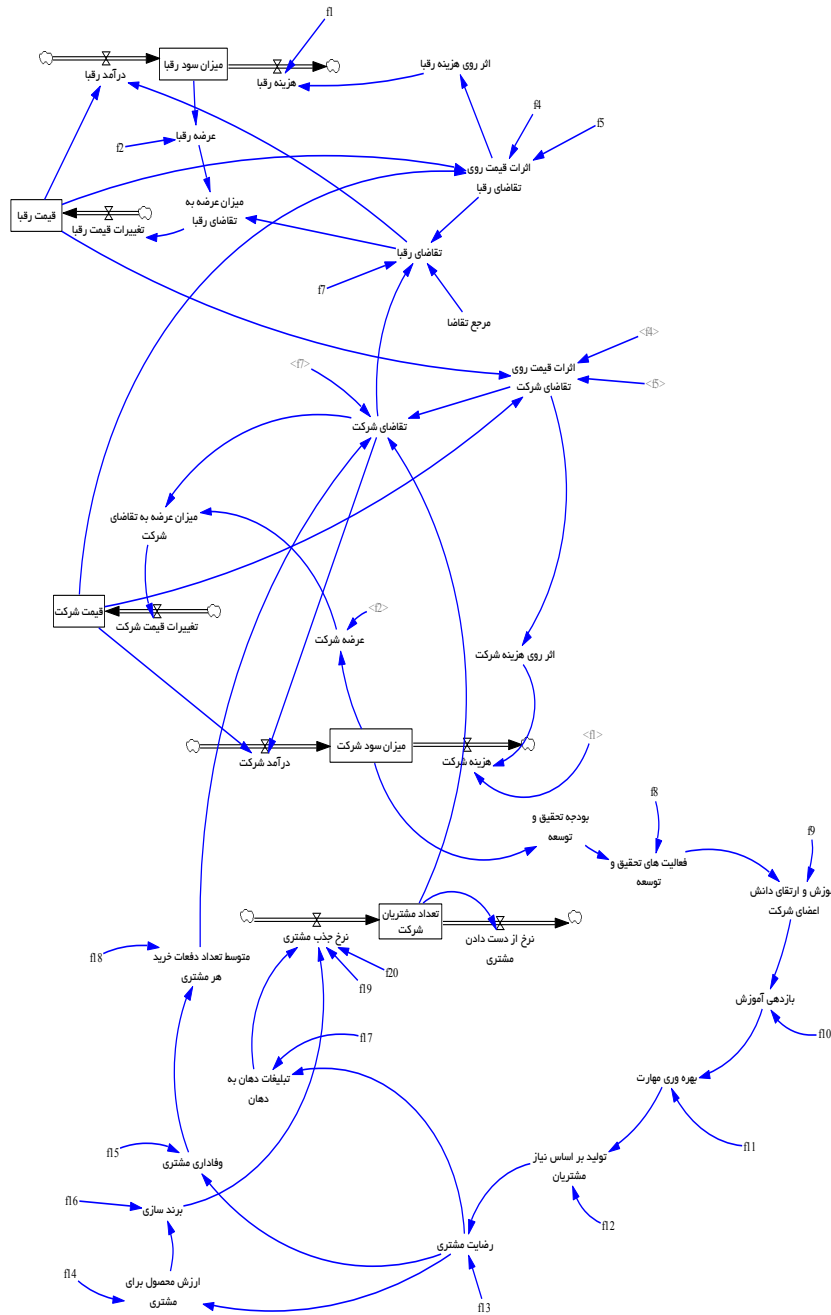 f1
میزان سود رقبا
درآمد رقبا
هزینه رقبا
اثر روی هزینه رقبا
f4
f5
عرضه رقبا
f2
اثرات قیمت روی
تقاضای رقبا
میزان عرضه به
تقاضای رقبا
قیمت رقبا
تغییرات قیمت رقبا
تقاضای رقبا
f7
مرجع تقاضا
<f4>
<f7>
اثرات قیمت روی
تقاضای شرکت
<f5>
تقاضای شرکت
میزان عرضه به تقاضای
شرکت
قیمت شرکت
تغییرات قیمت شرکت
<f2>
عرضه شرکت
اثر روی هزینه شرکت
<f1>
میزان سود شرکت
درآمد شرکت
هزینه شرکت
f8
بودجه تحقیق و
توسعه
f9
فعالیت های تحقیق و
توسعه
وزش و ارتقای دانش
اعضای شرکت
تعداد مشتریان
شرکت
نرخ جذب مشتری
نرخ از دست دادن
مشتری
f18
متوسط تعداد دفعات خرید
هر مشتری
f20
f19
بازدهی آموزش
f10
f17
تبلیغات دهان به
دهان
بهره وری مهارت
f11
f15
وفاداری مشتری
تولید بر اساس نیاز
مشتریان
f16
برند سازی
f12
رضایت مشتری
f14
ارزش محصول برای
مشتری
f13